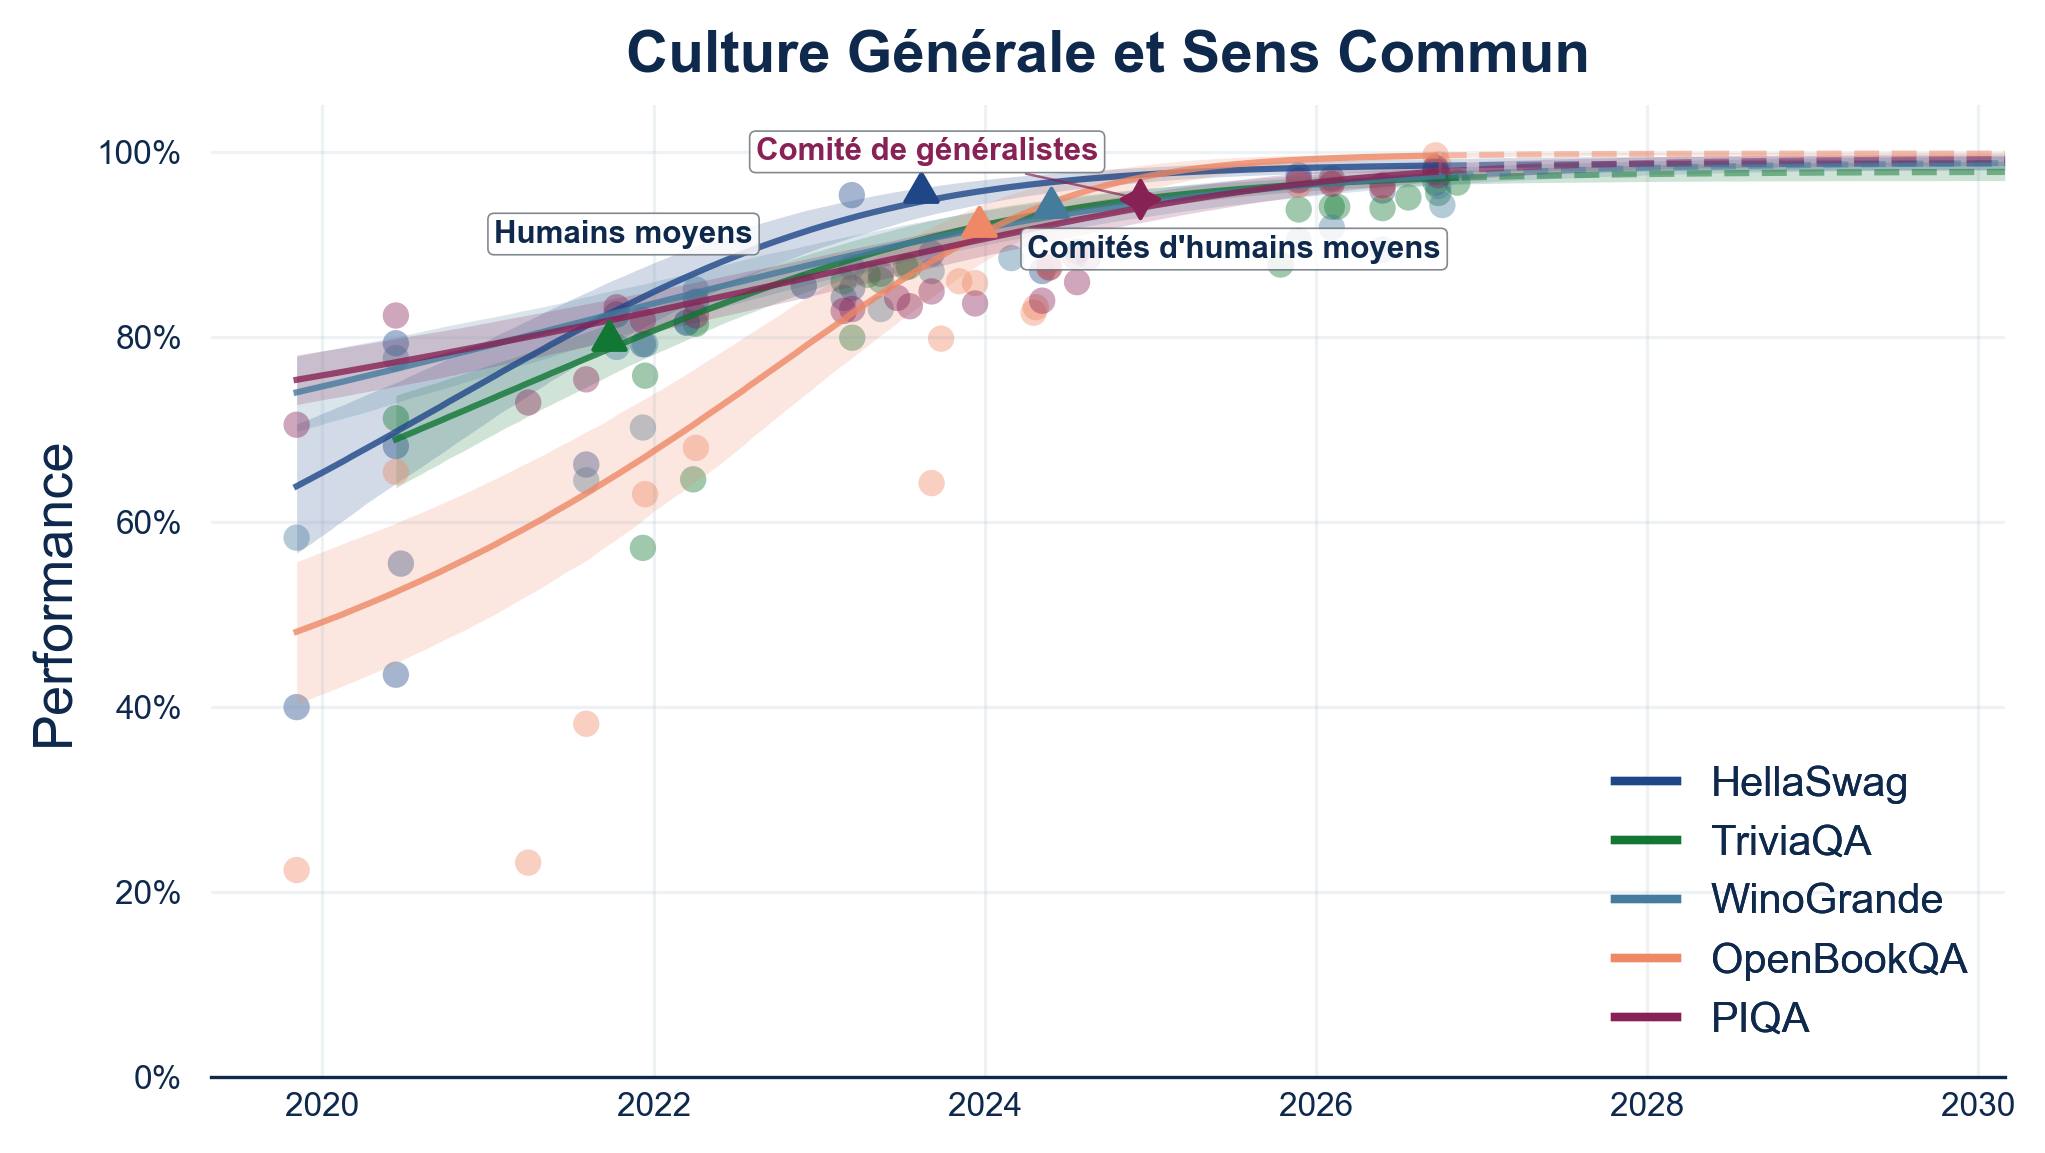 Culture Générale et Sens Commun
Performance
100%
80%
60%
40%
20%
0%
Comité de généralistes
Humains moyens
Comités d'humains moyens
HellaSwag
TriviaQA
WinoGrande
OpenBookQA
PIQA
2020
2022
2024
2026
2028
2030